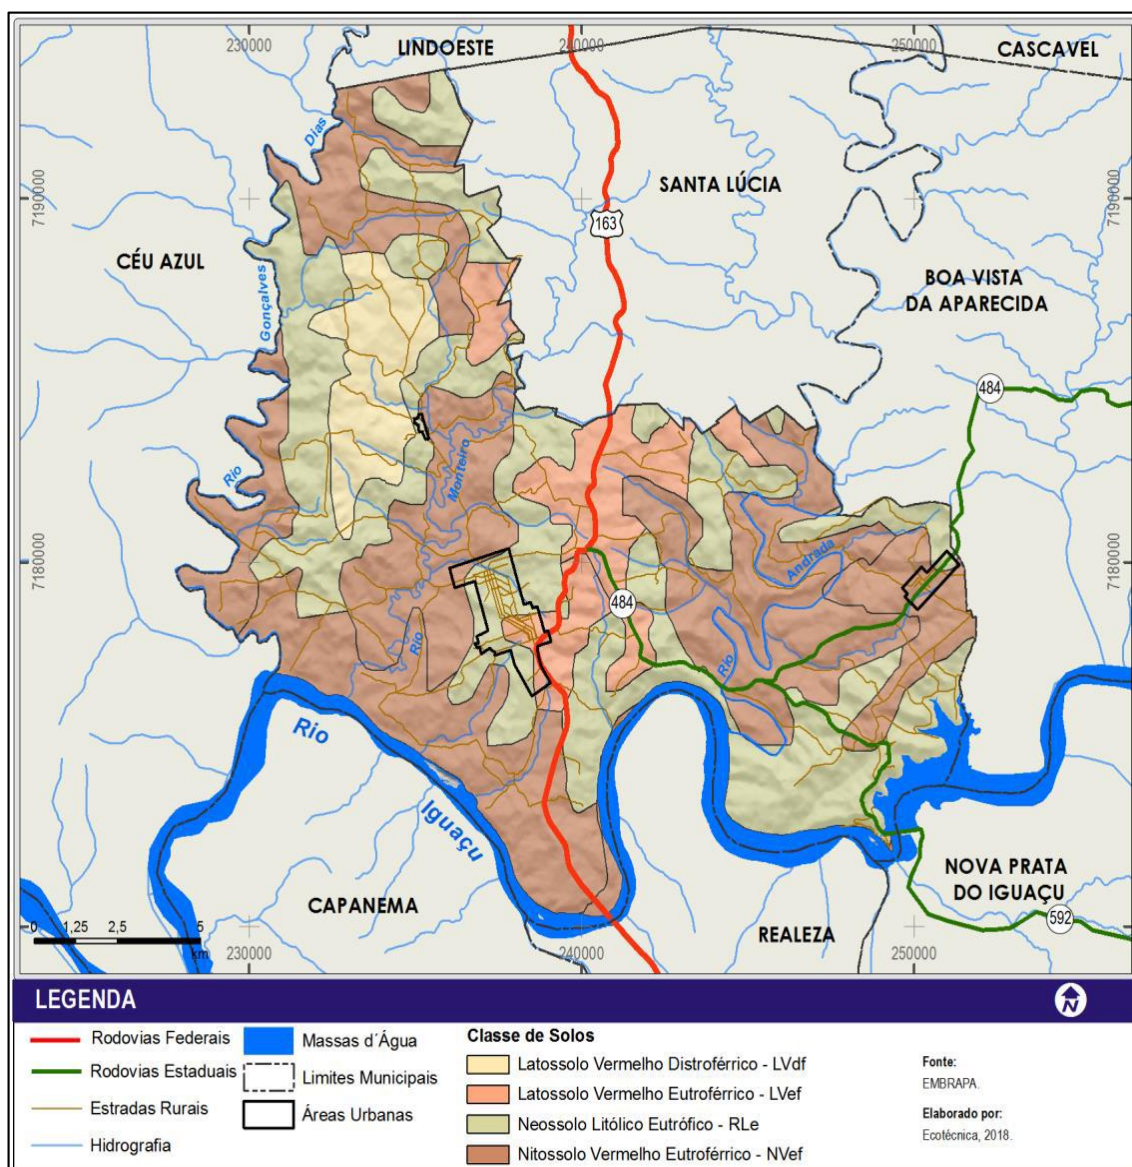 230000
240000
250000
LINDOESTE
CASCAVEL
Dias
7190000
SANTA LÚCIA
7190000
163
CÉU AZUL
Gonçalves
BOA VISTA
DA APARECIDA
484
Monteiro
Rio
7180000
Andrada
7180000
484
Rio
Rio
Rio
Iguaçu
NOVA PRATA
DO IGUAÇU
CAPANEMA
REALEZA
592
0 1,25 2,5 5
km
230000
240000
250000
LEGENDA
N
Rodovias Federais
Rodovias Estaduais
Estradas Rurais
Hidrografia
Massas d´Água
Limites Municipais
Áreas Urbanas
Classe de Solos
Latossolo Vermelho Distroférrico - LVdf
Latossolo Vermelho Eutroférrico - LVef
Neossolo Litólico Eutrófico - RLe
Nitossolo Vermelho Eutroférrico - NVef
Fonte:
EMBRAPA.
Elaborado por:
Ecotécnica, 2018.